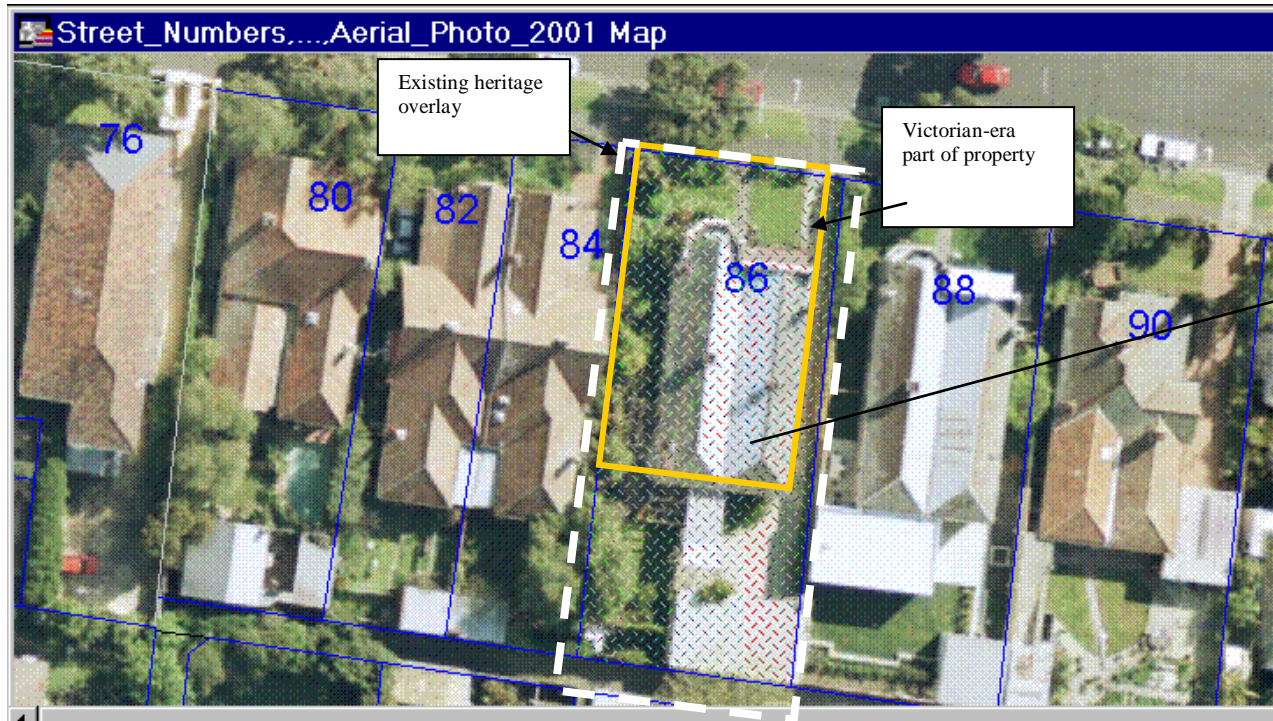 Street_Numbers,...,Aerial_Photo_2001 Map
Existing heritage
overlay
Victorian-era
part of property
76
80
82
84
86
88
90